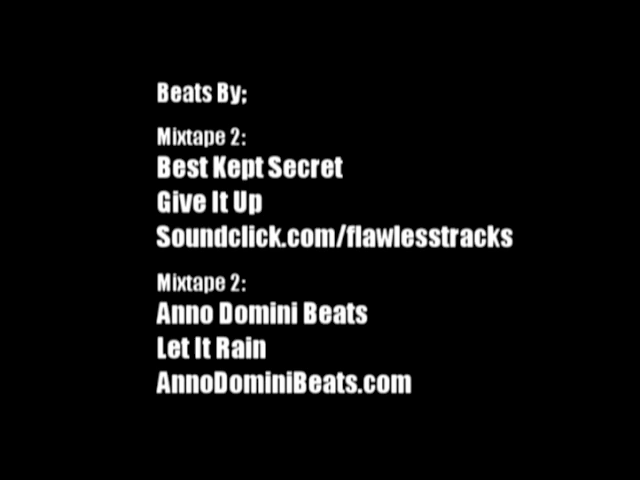 Beats By;
Mixtape 2:
Best Kept Secret
Give It Up
Soundclick.com/flawlesstracks
Mixtape 2:
Anno Domini Beats
Let It Rain
AnnoDominiBeats.com